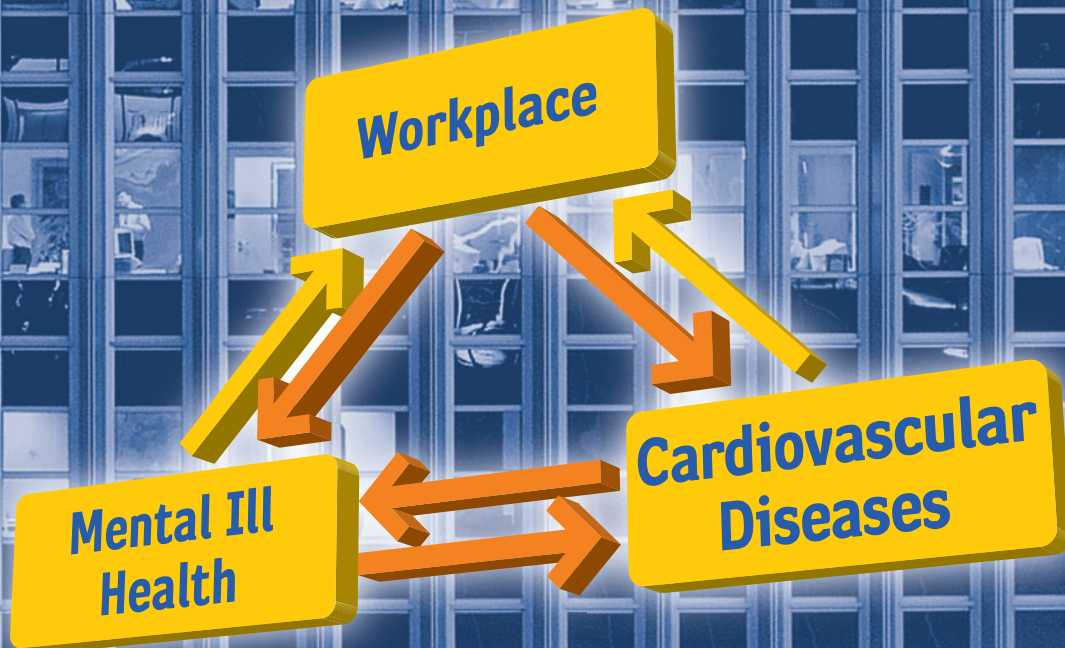 Workplace
Mental Ill
Health
Cardiovascular
Diseases